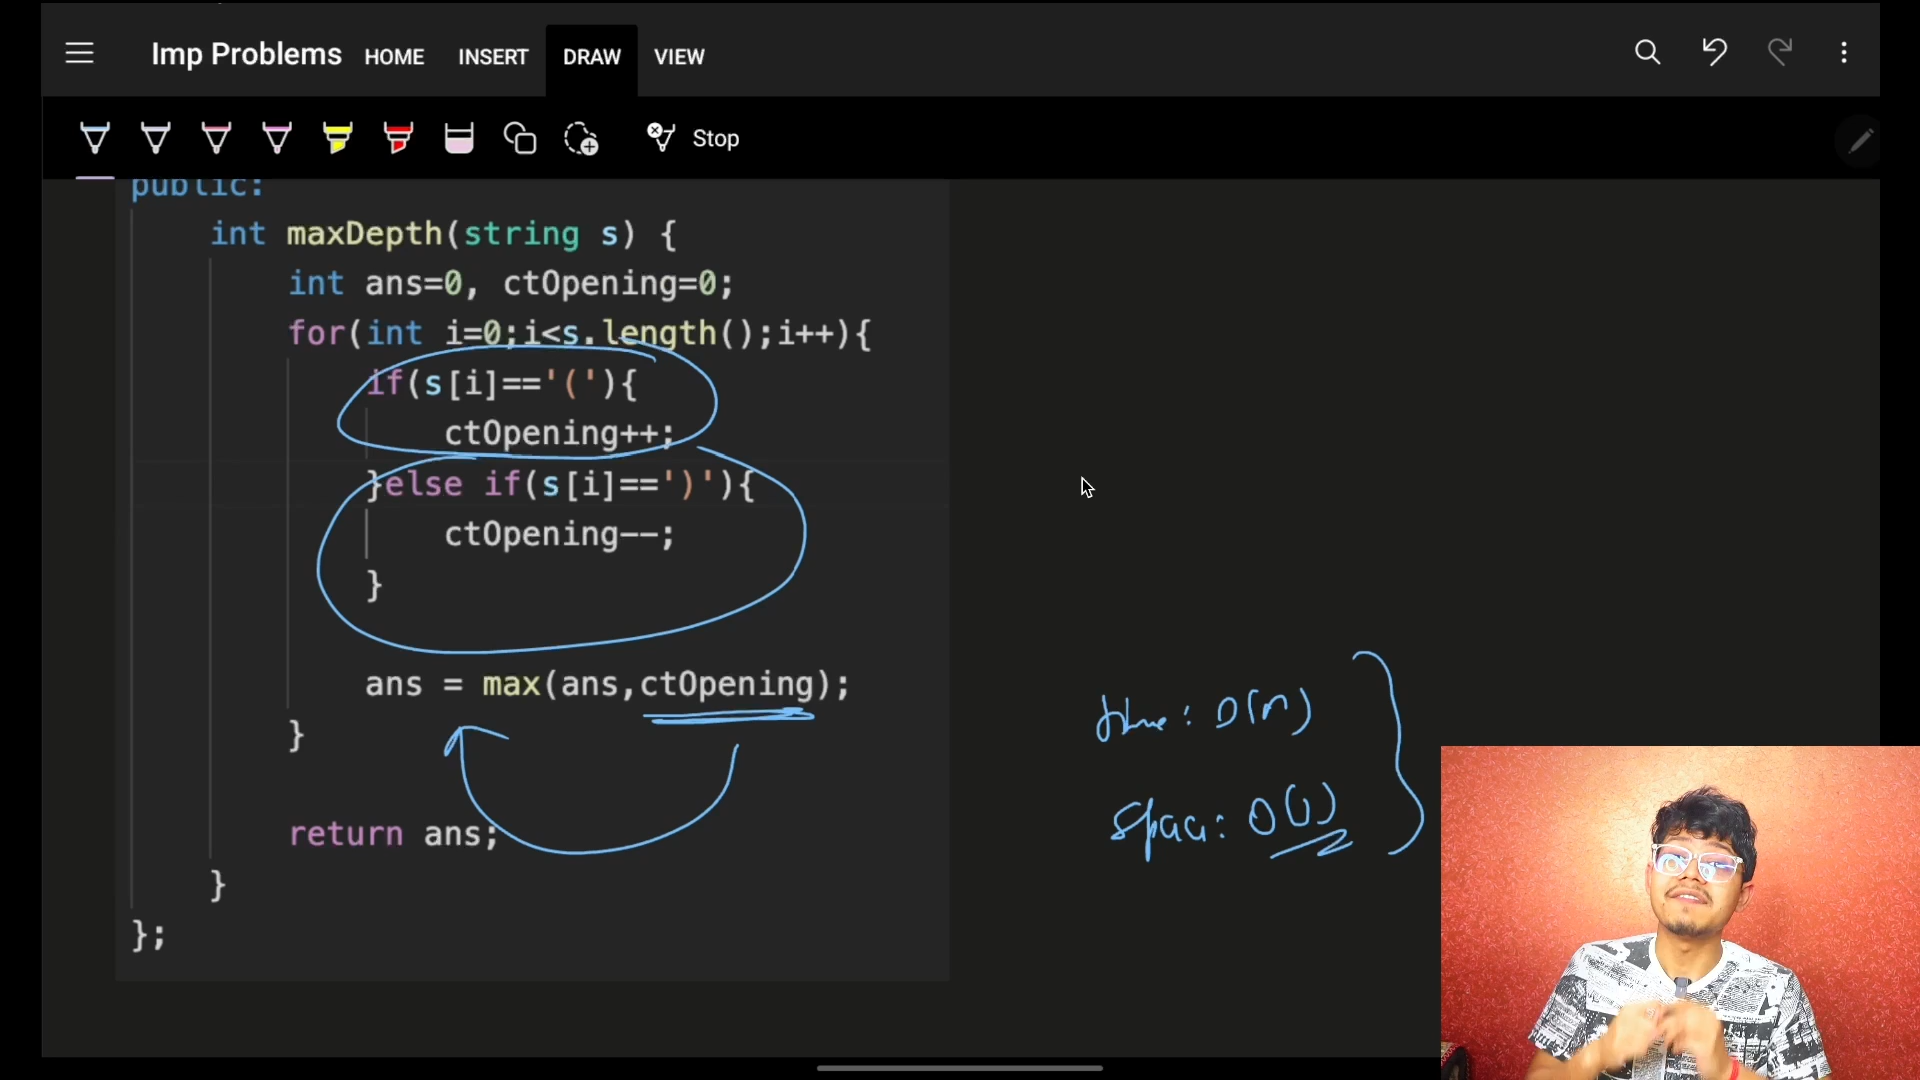 Imp Problems HOME INSERT DRAW VIEW
Stop
public:
int maxDepth(string s) {
int ans=0, ctOpening=0;
for(int i=0;i<s.length();i++){
if(s[i]=='('){
ctOpening++;
}else if(s[i]==')'){
ctOpening--;
}
ans = max(ans,ctOpening);
}
return ans;
}
};
time: O(n)
space: O(1)